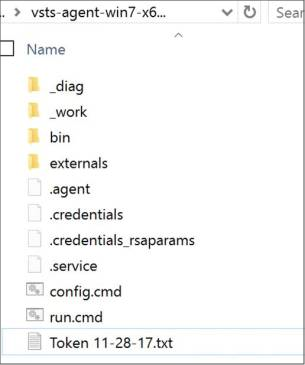 vsts-agent-win7-x6...
Sear
Name
_diag
_work
bin
externals
.agent
.credentials
.credentials_rsaparams
.service
config.cmd
run.cmd
Token 11-28-17.txt